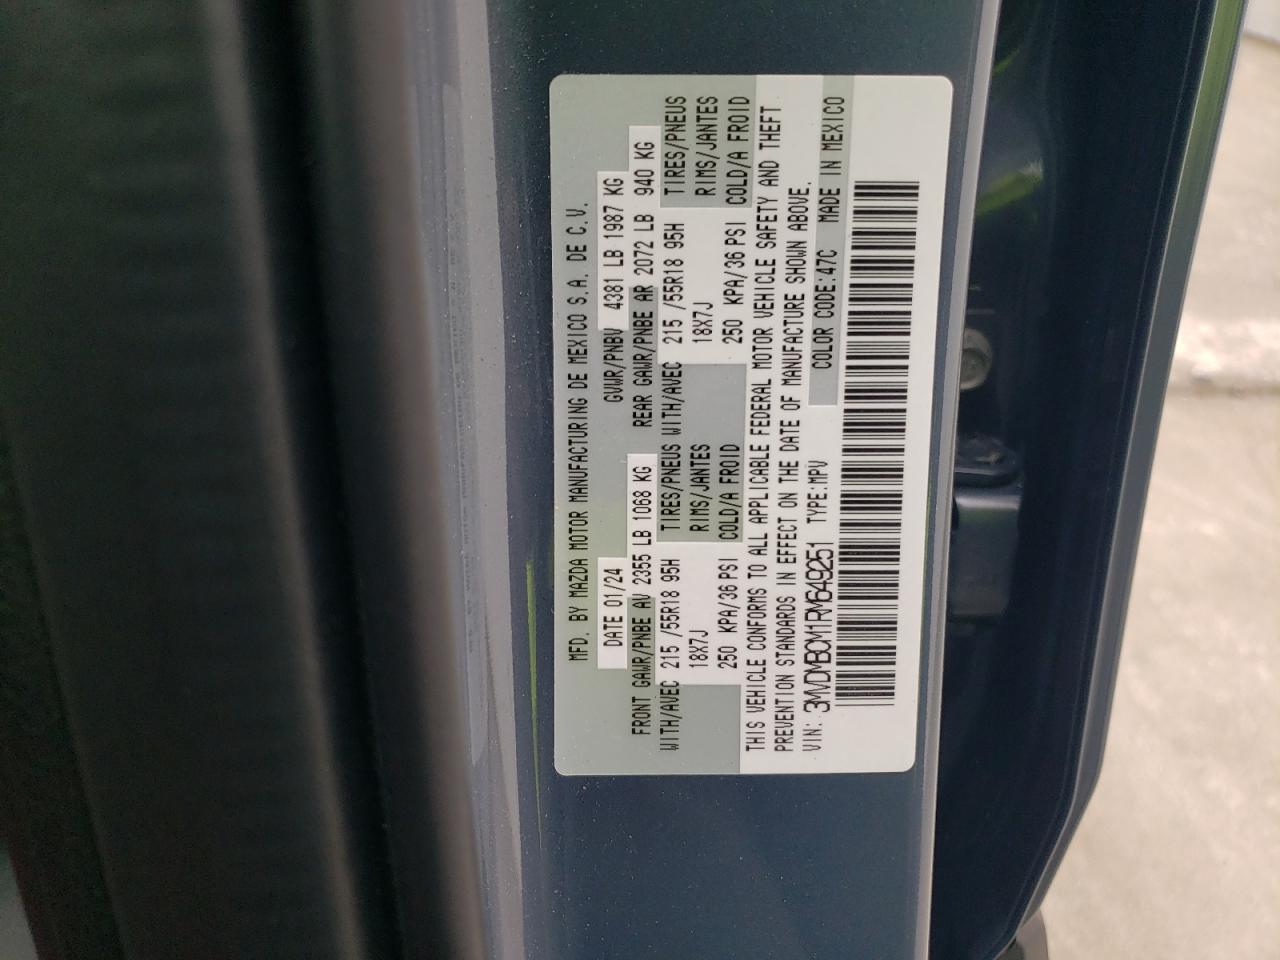 MFD. BY MAZDA MOTOR MANUFACTURING DE MEXICO S.A. DE C.V.
DATE 01/24 GVWR/PNBV 4381 LB 1987 KG
FRONT GAWR/PNBE AV 2355 LB 1068 KG REAR GAWR/PNBE AR 2072 LB 940 KG
WITH/AVEC 215 /55R18 95H TIRES/PNEUS WITH/AVEC 215 /55R18 95H TIRES/PNEUS
18X7J RIMS/JANTES 18X7J RIMS/JANTES
250 KPA/36 PSI COLD/A FROID 250 KPA/36 PSI COLD/A FROID
THIS VEHICLE CONFORMS TO ALL APPLICABLE FEDERAL MOTOR VEHICLE SAFETY AND THEFT
PREVENTION STANDARDS IN EFFECT ON THE DATE OF MANUFACTURE SHOWN ABOVE.
VIN: 3MVDMBCM1RM649251 TYPE:MPV COLOR CODE:47C MADE IN MEXICO